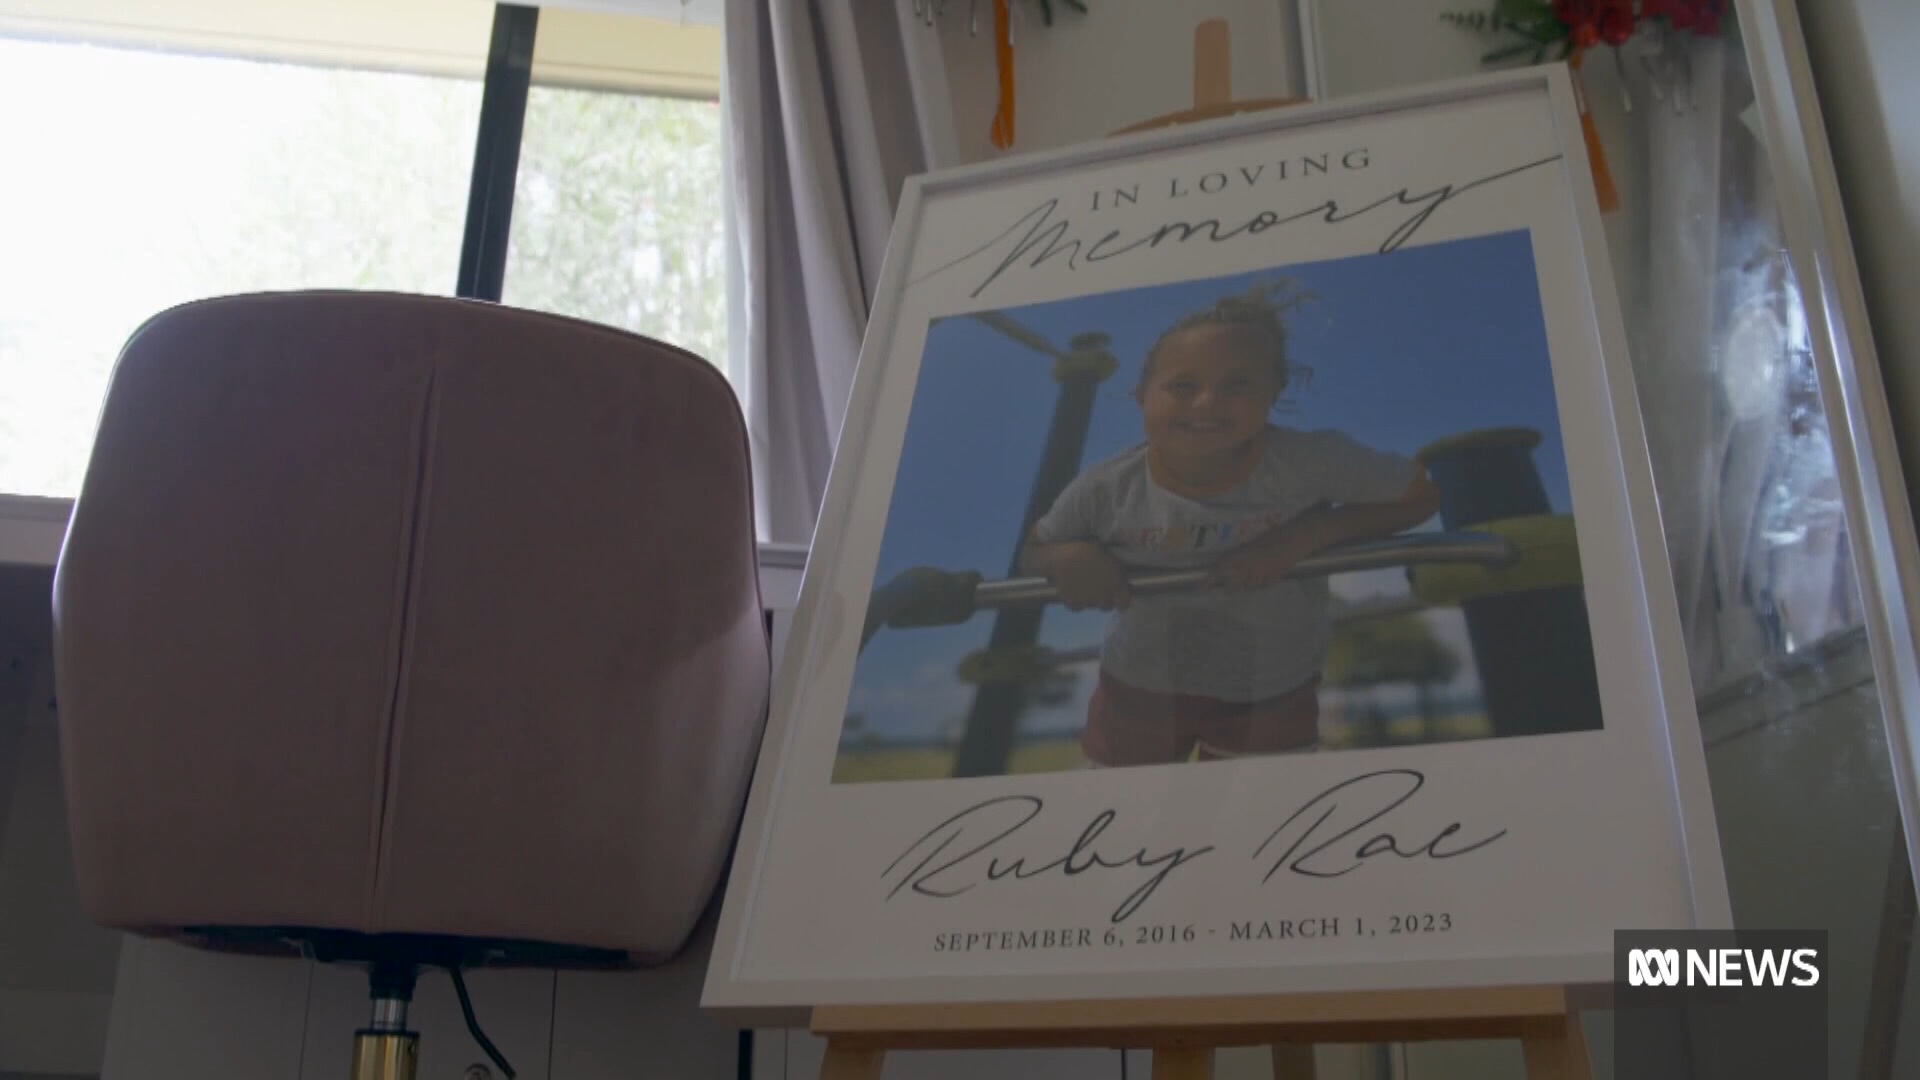 IN LOVING
Memory
Ruby Rae
SEPTEMBER 6, 2016 - MARCH 1, 2023
NEWS